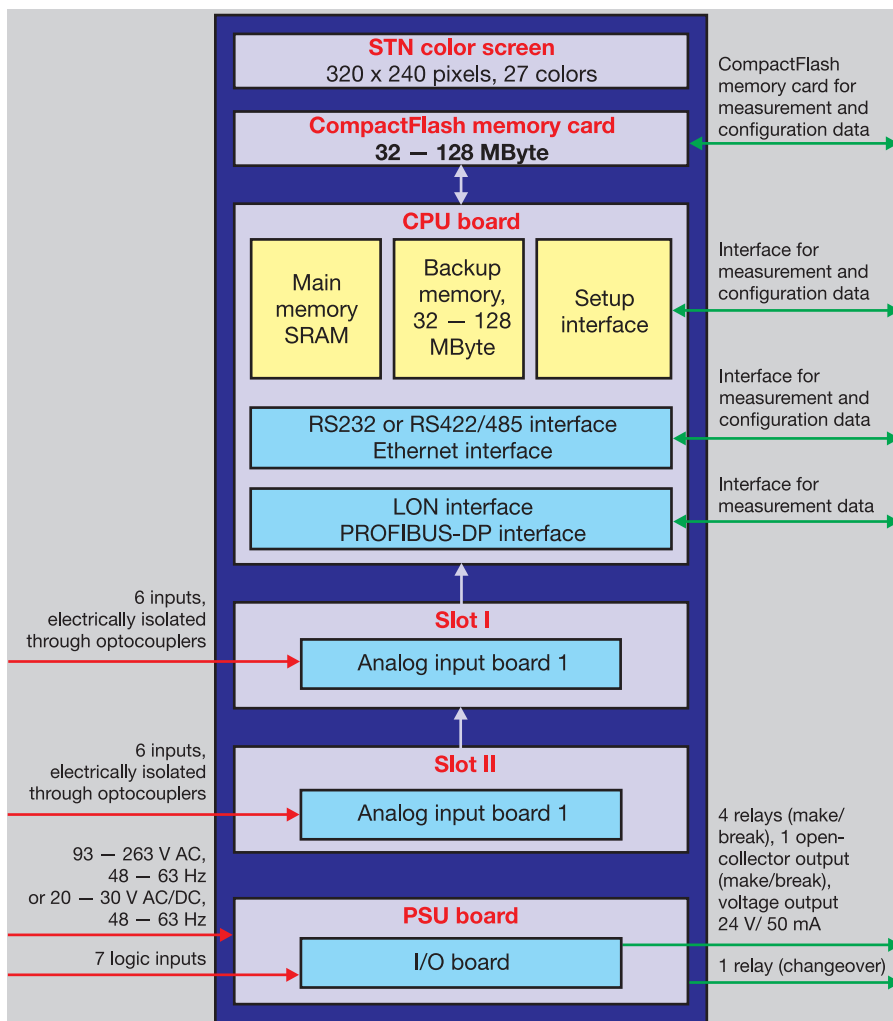 STN color screen
320 x 240 pixels, 27 colors
CompactFlash memory card
32 — 128 MByte
CompactFlash
memory card for
measurement and
configuration data
CPU board
Main
memory
SRAM
Backup
memory,
32 — 128
MByte
Setup
interface
Interface for
measurement and
configuration data
RS232 or RS422/485 interface
Ethernet interface
Interface for
measurement and
configuration data
LON interface
PROFIBUS-DP interface
Interface for
measurement data
6 inputs,
electrically isolated
through optocouplers
Slot I
Analog input board 1
6 inputs,
electrically isolated
through optocouplers
Slot II
Analog input board 1
93 — 263 V AC,
48 — 63 Hz
or 20 — 30 V AC/DC,
48 — 63 Hz
7 logic inputs
PSU board
I/O board
4 relays (make/
break), 1 open-
collector output
(make/break),
voltage output
24 V/ 50 mA
1 relay (changeover)